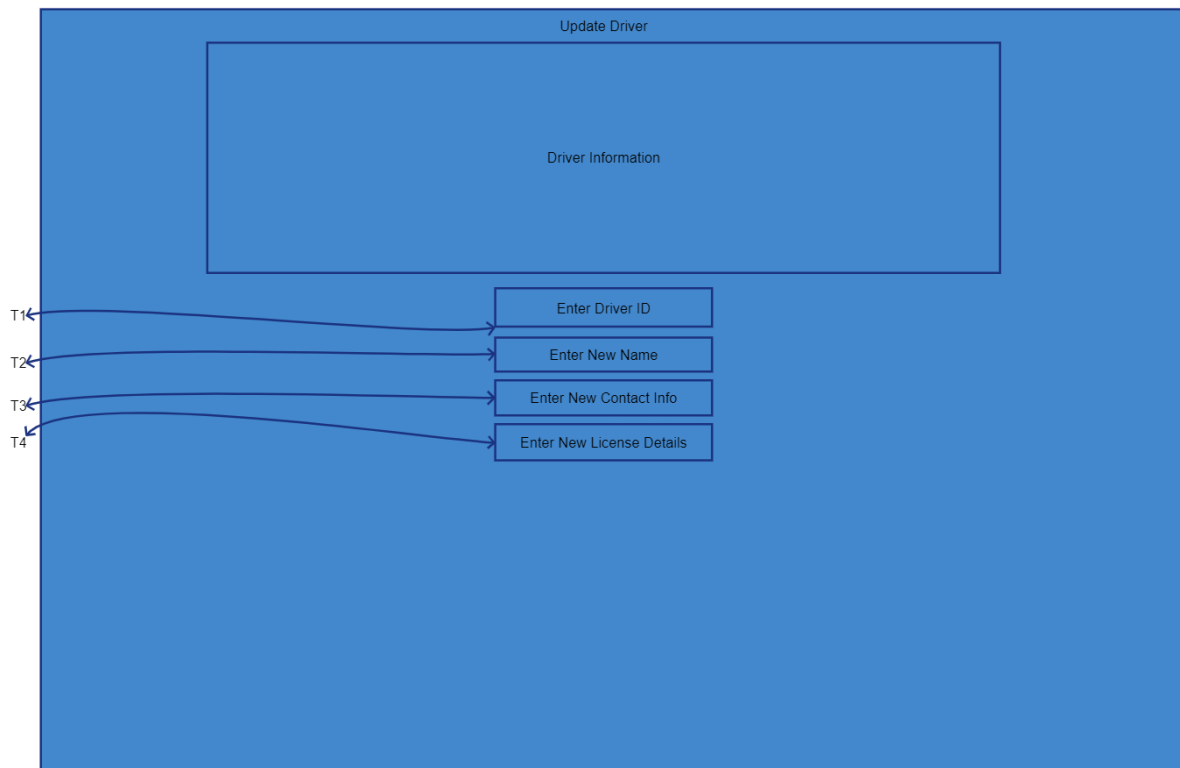 Update Driver
Driver Information
T1
Enter Driver ID
T2
Enter New Name
T3
Enter New Contact Info
T4
Enter New License Details